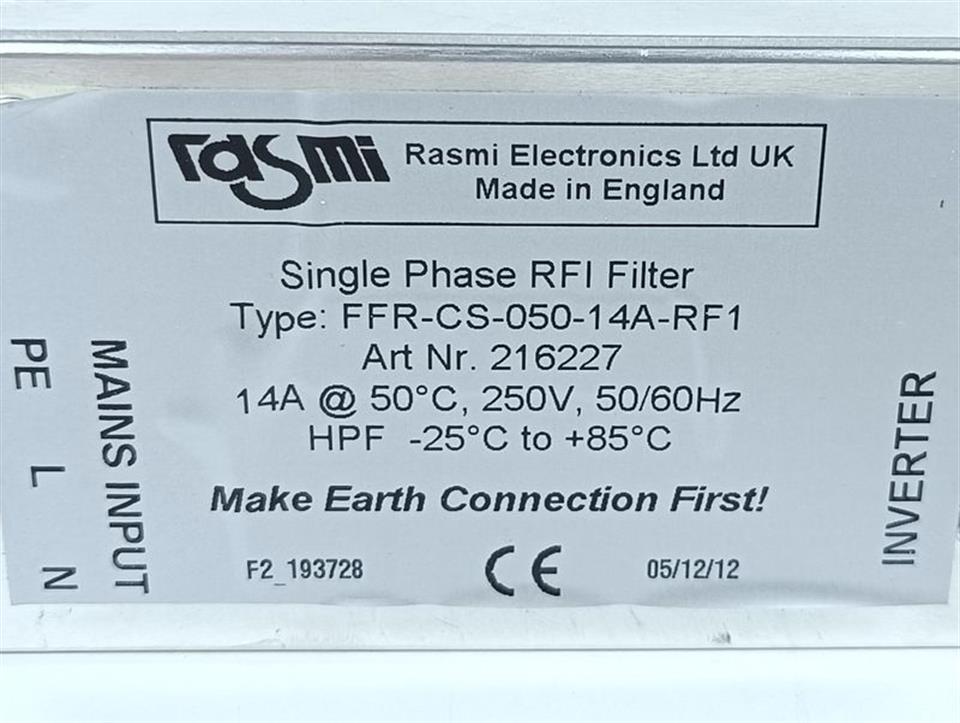 rasmi
Rasmi Electronics Ltd UK
Made in England
Single Phase RFI Filter
Type: FFR-CS-050-14A-RF1
Art Nr. 216227
14A @ 50°C, 250V, 50/60Hz
HPF -25°C to +85°C
Make Earth Connection First!
F2_193728
CE
05/12/12
PE L N
MAINS INPUT
INVERTER